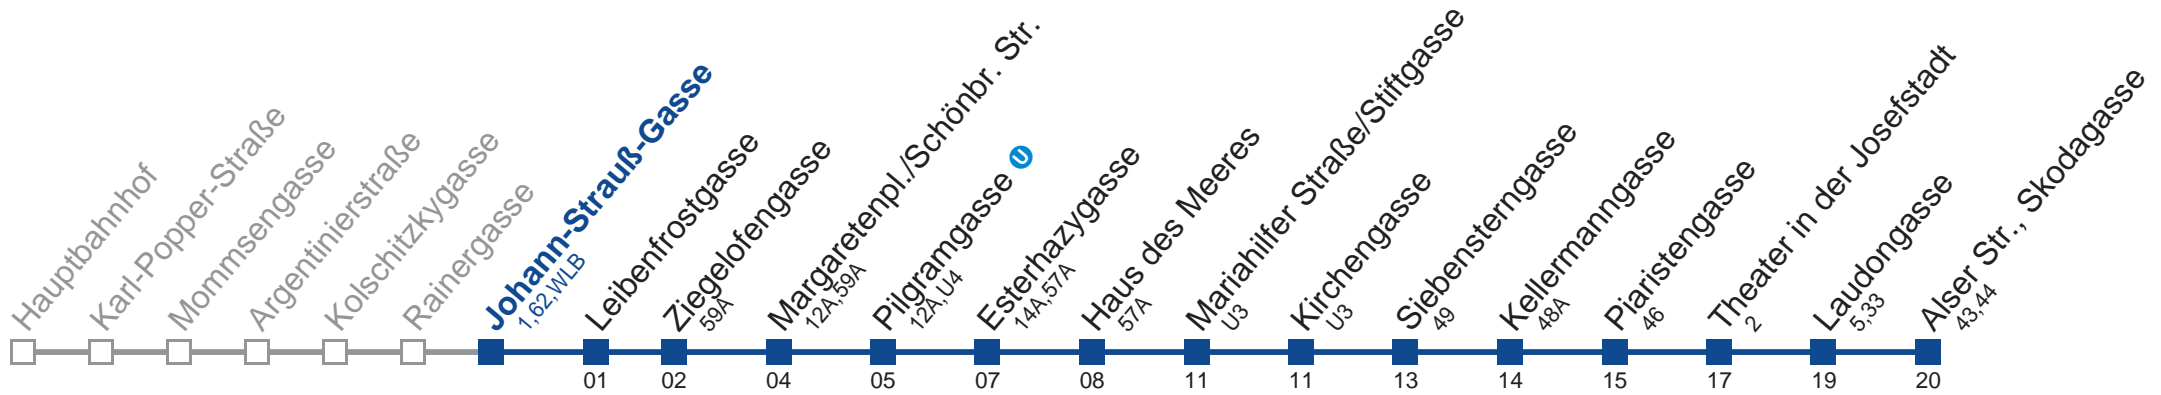 Hauptbahnhof
Karl-Popper-Straße
Mommsengasse
Argentinierstraße
Kolschitzkygasse
Rainergasse
Johann-Strauß-Gasse
1,62,WLB
Leibenfrostgasse
01
Ziegelofengasse
59A
02
Margaretenpl./Schönbr. Str.
12A,59A
04
Pilgramgasse U
12A,U4
05
Esterhazygasse
14A,57A
07
Haus des Meeres
57A
08
Mariahilfer Straße/Stiftgasse
U3
11
Kirchengasse
U3
11
Siebensterngasse
49
13
Kellermanngasse
48A
14
Piaristengasse
46
15
Theater in der Josefstadt
2
17
Laudongasse
5,33
19
Alser Str., Skodagasse
43,44
20